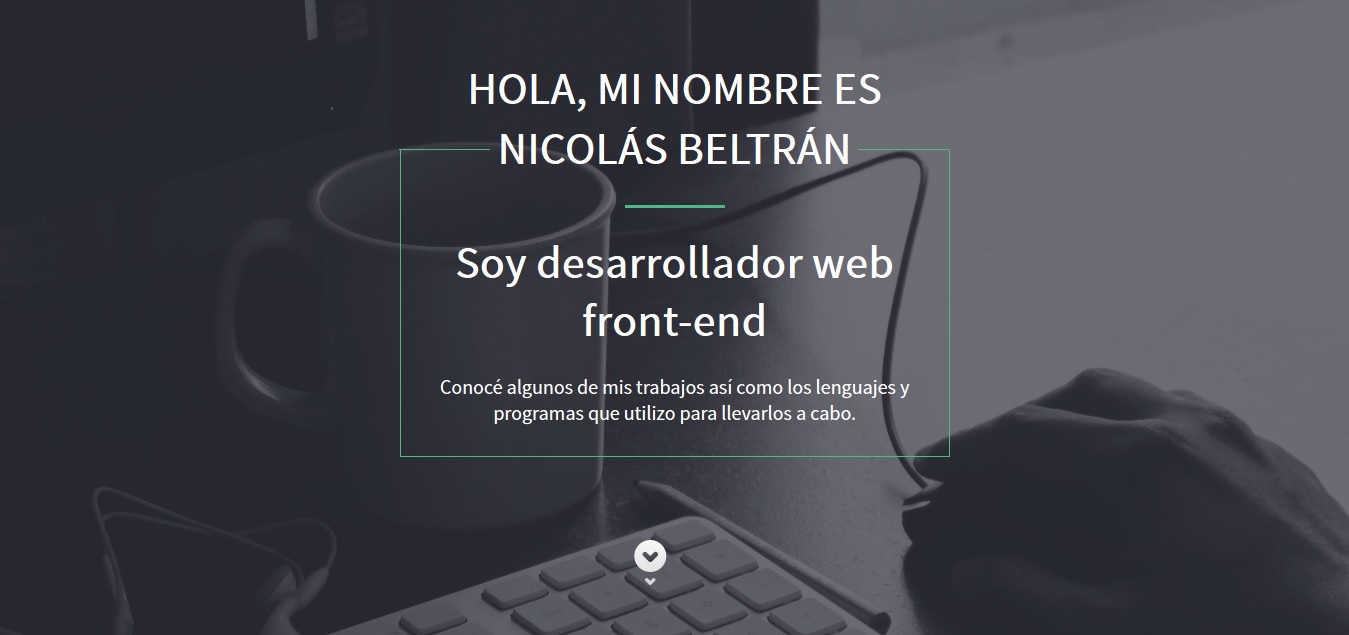 HOLA, MI NOMBRE ES
NICOLÁS BELTRÁN
Soy desarrollador web
front-end
Conocé algunos de mis trabajos así como los lenguajes y
programas que utilizo para llevarlos a cabo.